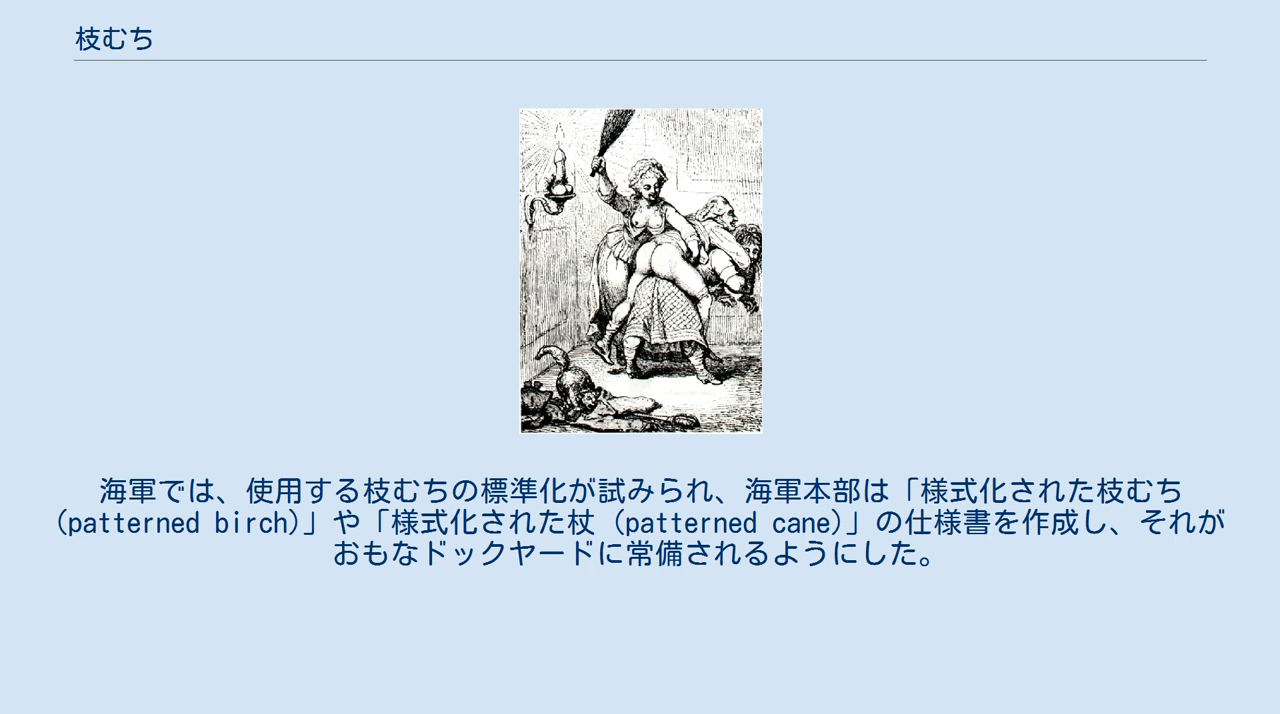 枝むち
海軍では、使用する枝むちの標準化が試みられ、海軍本部は「様式化された枝むち
(patterned birch)」や「様式化された杖 (patterned cane)」の仕様書を作成し、それが
おもなドックヤードに常備されるようにした。